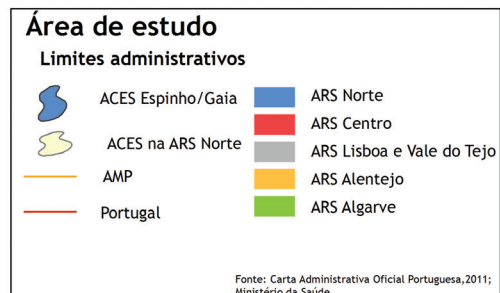 Área de estudo
Limites administrativos
ACES Espinho/Gaia
ACES na ARS Norte
AMP
Portugal
ARS Norte
ARS Centro
ARS Lisboa e Vale do Tejo
ARS Alentejo
ARS Algarve
Fonte: Carta Administrativa Oficial Portuguesa,2011;
Ministério da Saúde